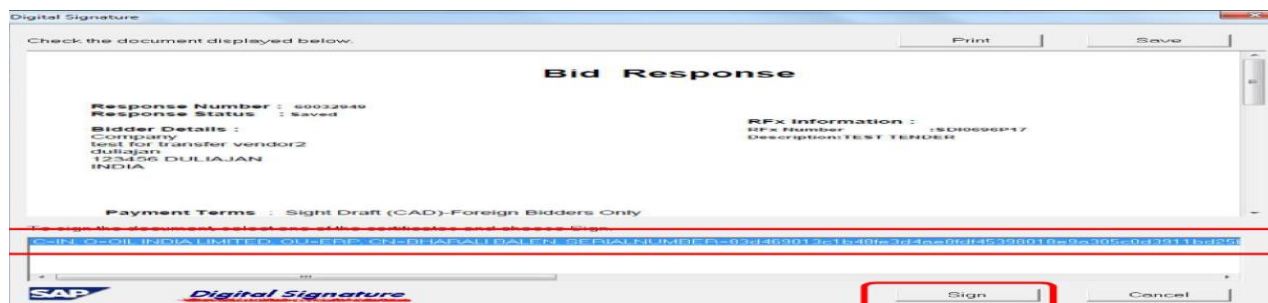 Digital Signature
Check the document displayed below.
Print
Save
Bid Response
Response Number : 60032949
Response Status : Saved
Bidder Details :
Company
test for transfer vendor2
duliajan
123456 DULIAJAN
INDIA
RFx Information :
RFx Number :SDI0696P17
Description:TEST TENDER
Payment Terms : Sight Draft (CAD)-Foreign Bidders Only
To sign the document, select one of the certificates and choose Sign.
C=IN, O=OIL INDIA LIMITED, OU=ERP, CN=BHARALI BALEN, SERIALNUMBER=
SAP
Digital Signature
Sign
Cancel